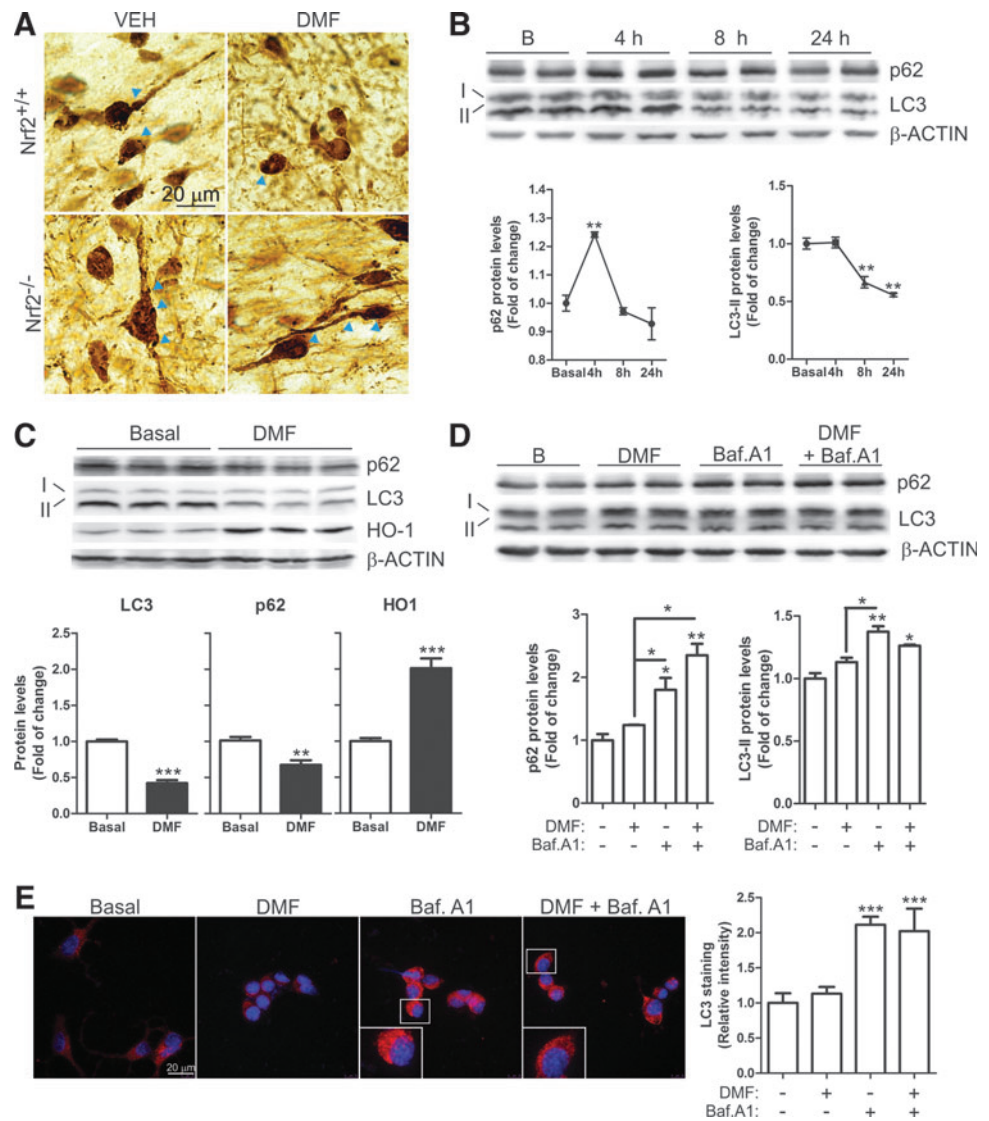 A
VEH DMF
Nrf2+/+
20 μm
Nrf2-/-
B
B 4 h 8 h 24 h
p62
I
II
LC3
β-ACTIN
1.4
1.3
1.2
1.1
1.0
0.9
0.8
p62 protein levels
(Fold of change)
**
Basal 4h 8h 24h
1.5
1.0
0.5
0.0
LC3-II protein levels
(Fold of change)
**
**
Basal 4h 8h 24h
C
Basal DMF
p62
I
II
LC3
HO-1
β-ACTIN
LC3 p62 HO1
Protein levels
(Fold of change)
2.5
2.0
1.5
1.0
0.5
0.0
*** ** ***
Basal DMF Basal DMF Basal DMF
D
B DMF Baf.A1 DMF
+ Baf.A1
p62
I
II
LC3
β-ACTIN
p62 protein levels
(Fold of change)
3
2
1
0
* **
* *
DMF: - + - +
Baf.A1: - - + +
LC3-II protein levels
(Fold of change)
1.5
1.0
0.5
0.0
* ** *
DMF: - + - +
Baf.A1: - - + +
E
Basal DMF Baf. A1 DMF + Baf. A1
20 μm
LC3 staining
(Relative intensity)
2.5
2.0
1.5
1.0
0.5
0.0
*** ***
DMF: - + - +
Baf.A1: - - + +